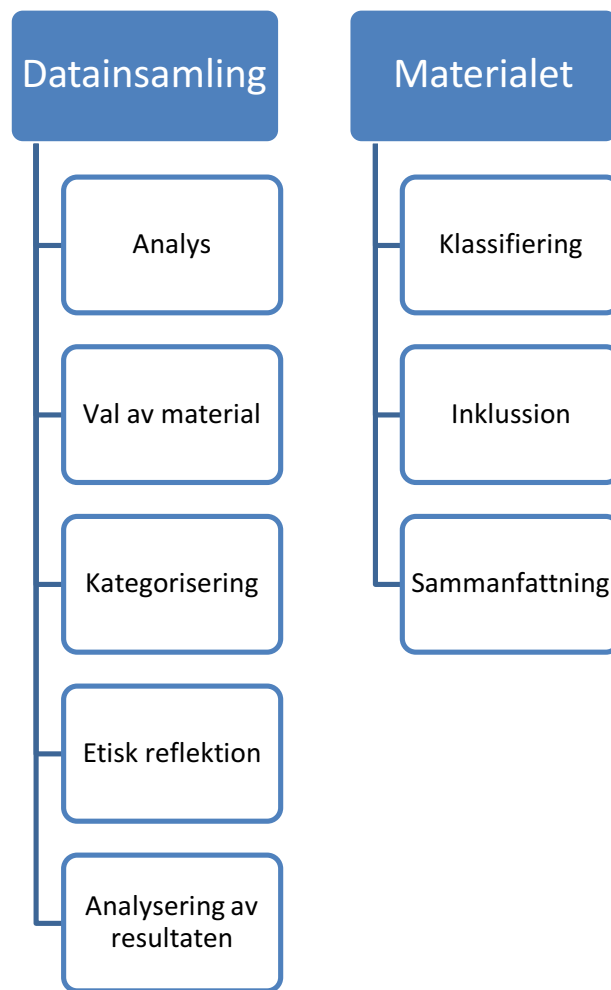 Datainsamling
Analys
Val av material
Kategorisering
Etisk reflektion
Analysering av
resultaten
Materialet
Klassifiering
Inklussion
Sammanfattning